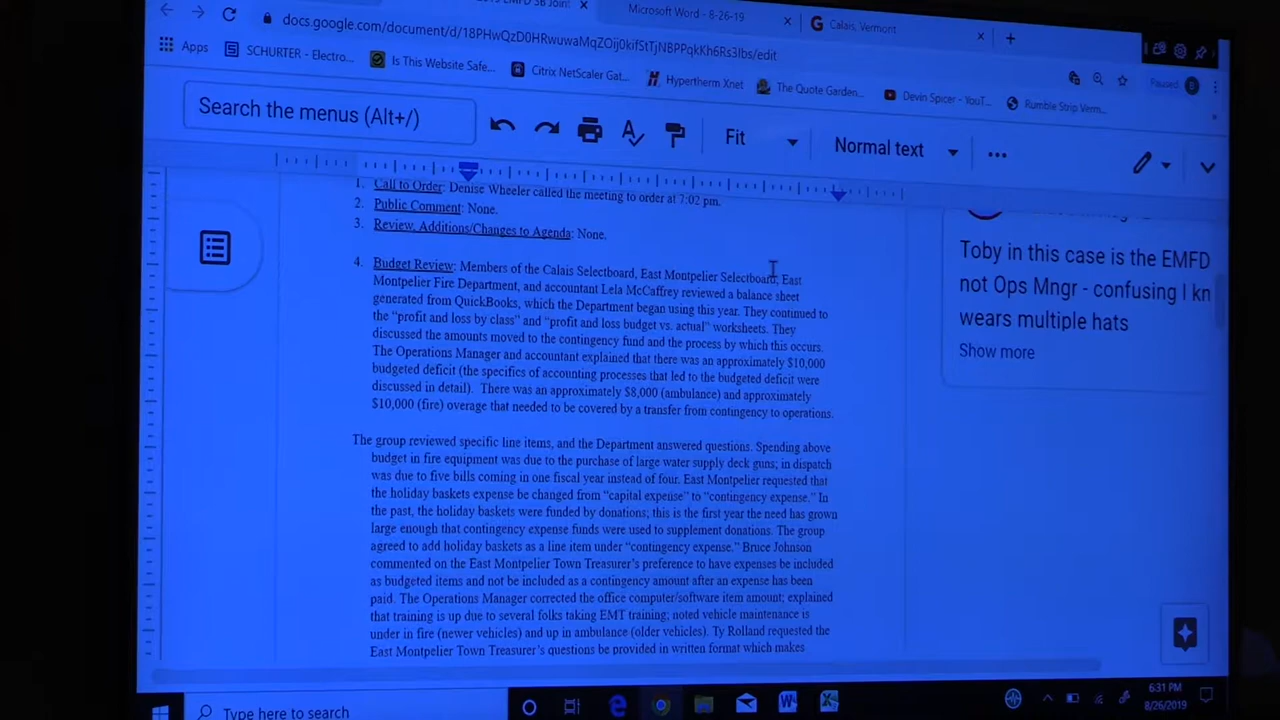 Microsoft Word - 8-26-19
Calais, Vermont
docs.google.com/document/d/18PHwQzD0HRwuwaMqZOij0kifStTjNBPPqkKh6Rs3Ibs/edit
Apps SCHURTER - Electro... Is This Website Safe... Citrix NetScaler Gat... Hypertherm Xnet The Quote Garden... Devin Spicer - YouT... Rumble Strip Verm...
Paused
Search the menus (Alt+/) Fit Normal text
1. Call to Order: Denise Wheeler called the meeting to order at 7:02 pm.
2. Public Comment: None.
3. Review, Additions/Changes to Agenda: None.
4. Budget Review: Members of the Calais Selectboard, East Montpelier Selectboard, East
Montpelier Fire Department, and accountant Lela McCaffrey reviewed a balance sheet
generated from QuickBooks, which the Department began using this year. They continued to
the “profit and loss by class” and “profit and loss budget vs. actual” worksheets. They
discussed the amounts moved to the contingency fund and the process by which this occurs.
The Operations Manager and accountant explained that there was an approximately $10,000
budgeted deficit (the specifics of accounting processes that led to the budgeted deficit were
discussed in detail). There was an approximately $8,000 (ambulance) and approximately
$10,000 (fire) overage that needed to be covered by a transfer from contingency to operations.
The group reviewed specific line items, and the Department answered questions. Spending above
budget in fire equipment was due to the purchase of large water supply deck guns; in dispatch
was due to five bills coming in one fiscal year instead of four. East Montpelier requested that
the holiday baskets expense be changed from “capital expense” to “contingency expense.” In
the past, the holiday baskets were funded by donations; this is the first year the need has grown
large enough that contingency expense funds were used to supplement donations. The group
agreed to add holiday baskets as a line item under “contingency expense.” Bruce Johnson
commented on the East Montpelier Town Treasurer’s preference to have expenses be included
as budgeted items and not be included as a contingency amount after an expense has been
paid. The Operations Manager corrected the office computer/software item amount; explained
that training is up due to several folks taking EMT training; noted vehicle maintenance is
under in fire (newer vehicles) and up in ambulance (older vehicles). Ty Rolland requested the
East Montpelier Town Treasurer’s questions be provided in written format which makes
Toby in this case is the EMFD
not Ops Mngr - confusing I kn
wears multiple hats
Show more
Type here to search
6:31 PM
8/26/2019